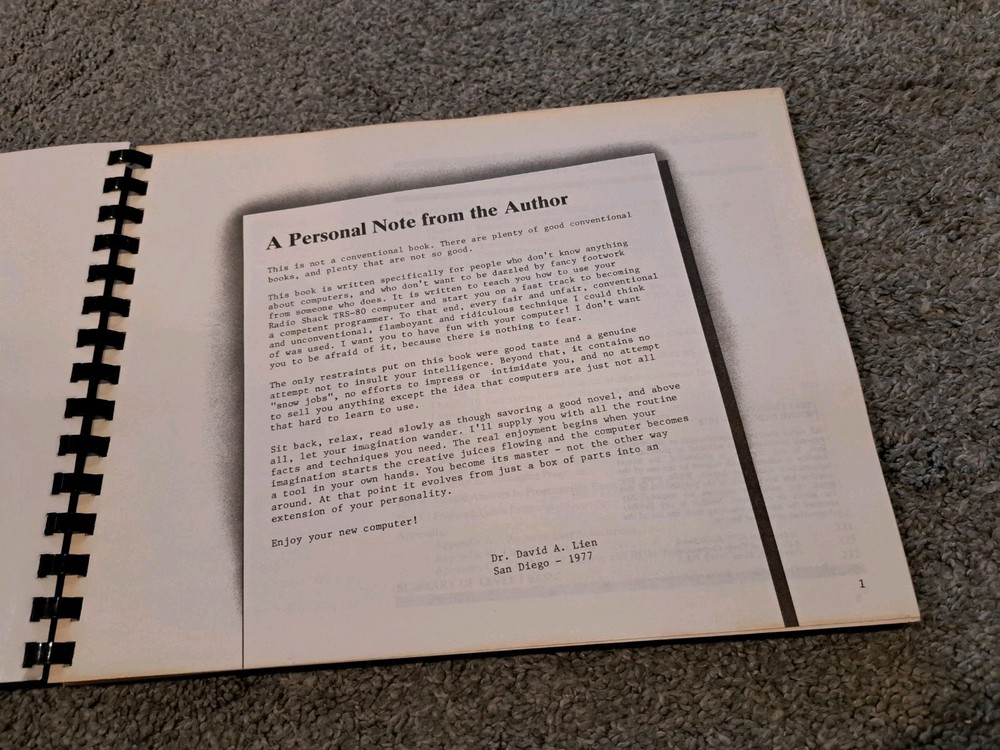 A Personal Note from the Author
This is not a conventional book. There are plenty of good conventional
books, and plenty that are not so good.
This book is written specifically for people who don't know anything
about computers, and who don't want to be dazzled by fancy footwork
from someone who does. It is written to teach you how to use your
Radio Shack TRS-80 computer and start you on a fast track to becoming
a competent programmer. To that end, every fair and unfair, conventional
and unconventional, flamboyant and ridiculous technique I could think
of was used. I want you to have fun with your computer! I don't want
you to be afraid of it, because there is nothing to fear.
The only restraints put on this book were good taste and a genuine
attempt not to insult your intelligence. Beyond that, it contains no
"snow jobs", no efforts to impress or intimidate you, and no attempt
to sell you anything except the idea that computers are just not all
that hard to learn to use.
Sit back, relax, read slowly as though savoring a good novel, and above
all, let your imagination wander. I'll supply you with all the routine
facts and techniques you need. The real enjoyment begins when your
imagination starts the creative juices flowing and the computer becomes
a tool in your own hands. You become its master - not the other way
around. At that point it evolves from just a box of parts into an
extension of your personality.
Enjoy your new computer!
Dr. David A. Lien
San Diego - 1977
1